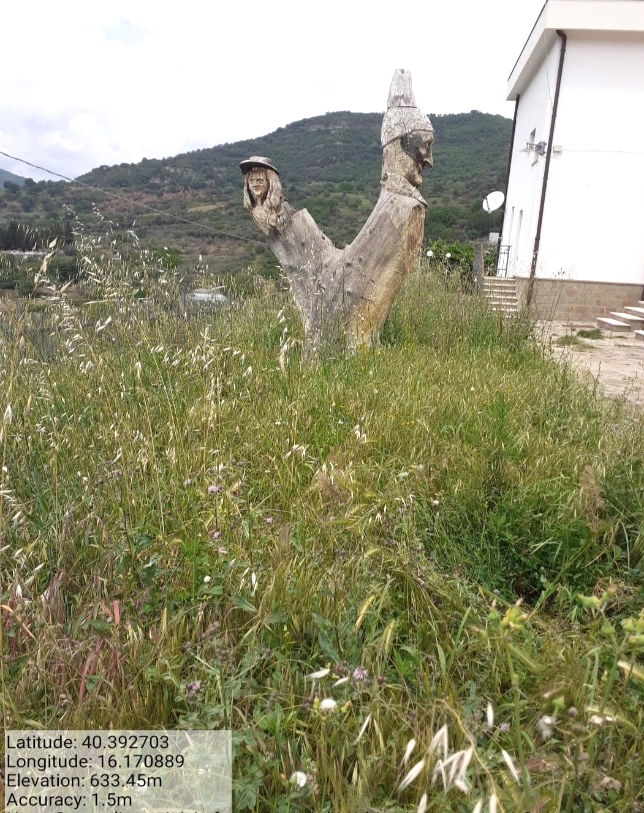 Latitude: 40.392703
Longitude: 16.170889
Elevation: 633.45m
Accuracy: 1.5m